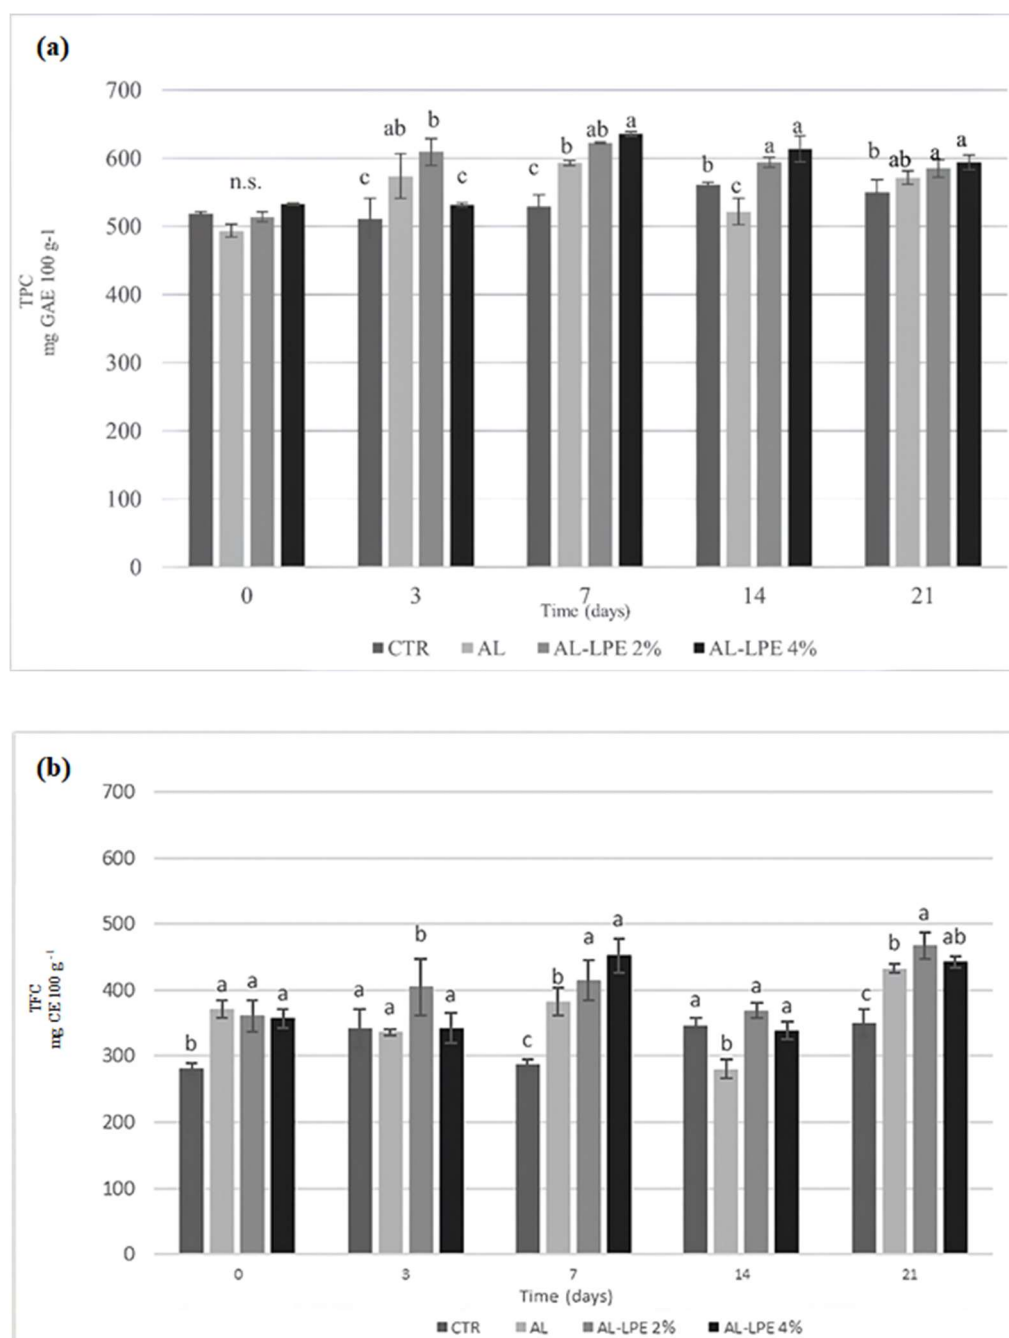 (a)
700
600
500
400
300
200
100
0
TPC
mg GAE 100 g-1
n.s.
c ab b c
c b ab a
b c a a
b ab a a
0 3 7 14 21
Time (days)
CTR AL AL-LPE 2% AL-LPE 4%
(b)
700
600
500
400
300
200
100
0
TFC
mg CE 100 g⁻¹
b a a a
a a b a
c b a a
a b a a
c b a ab
0 3 7 14 21
Time (days)
CTR AL AL-LPE 2% AL-LPE 4%